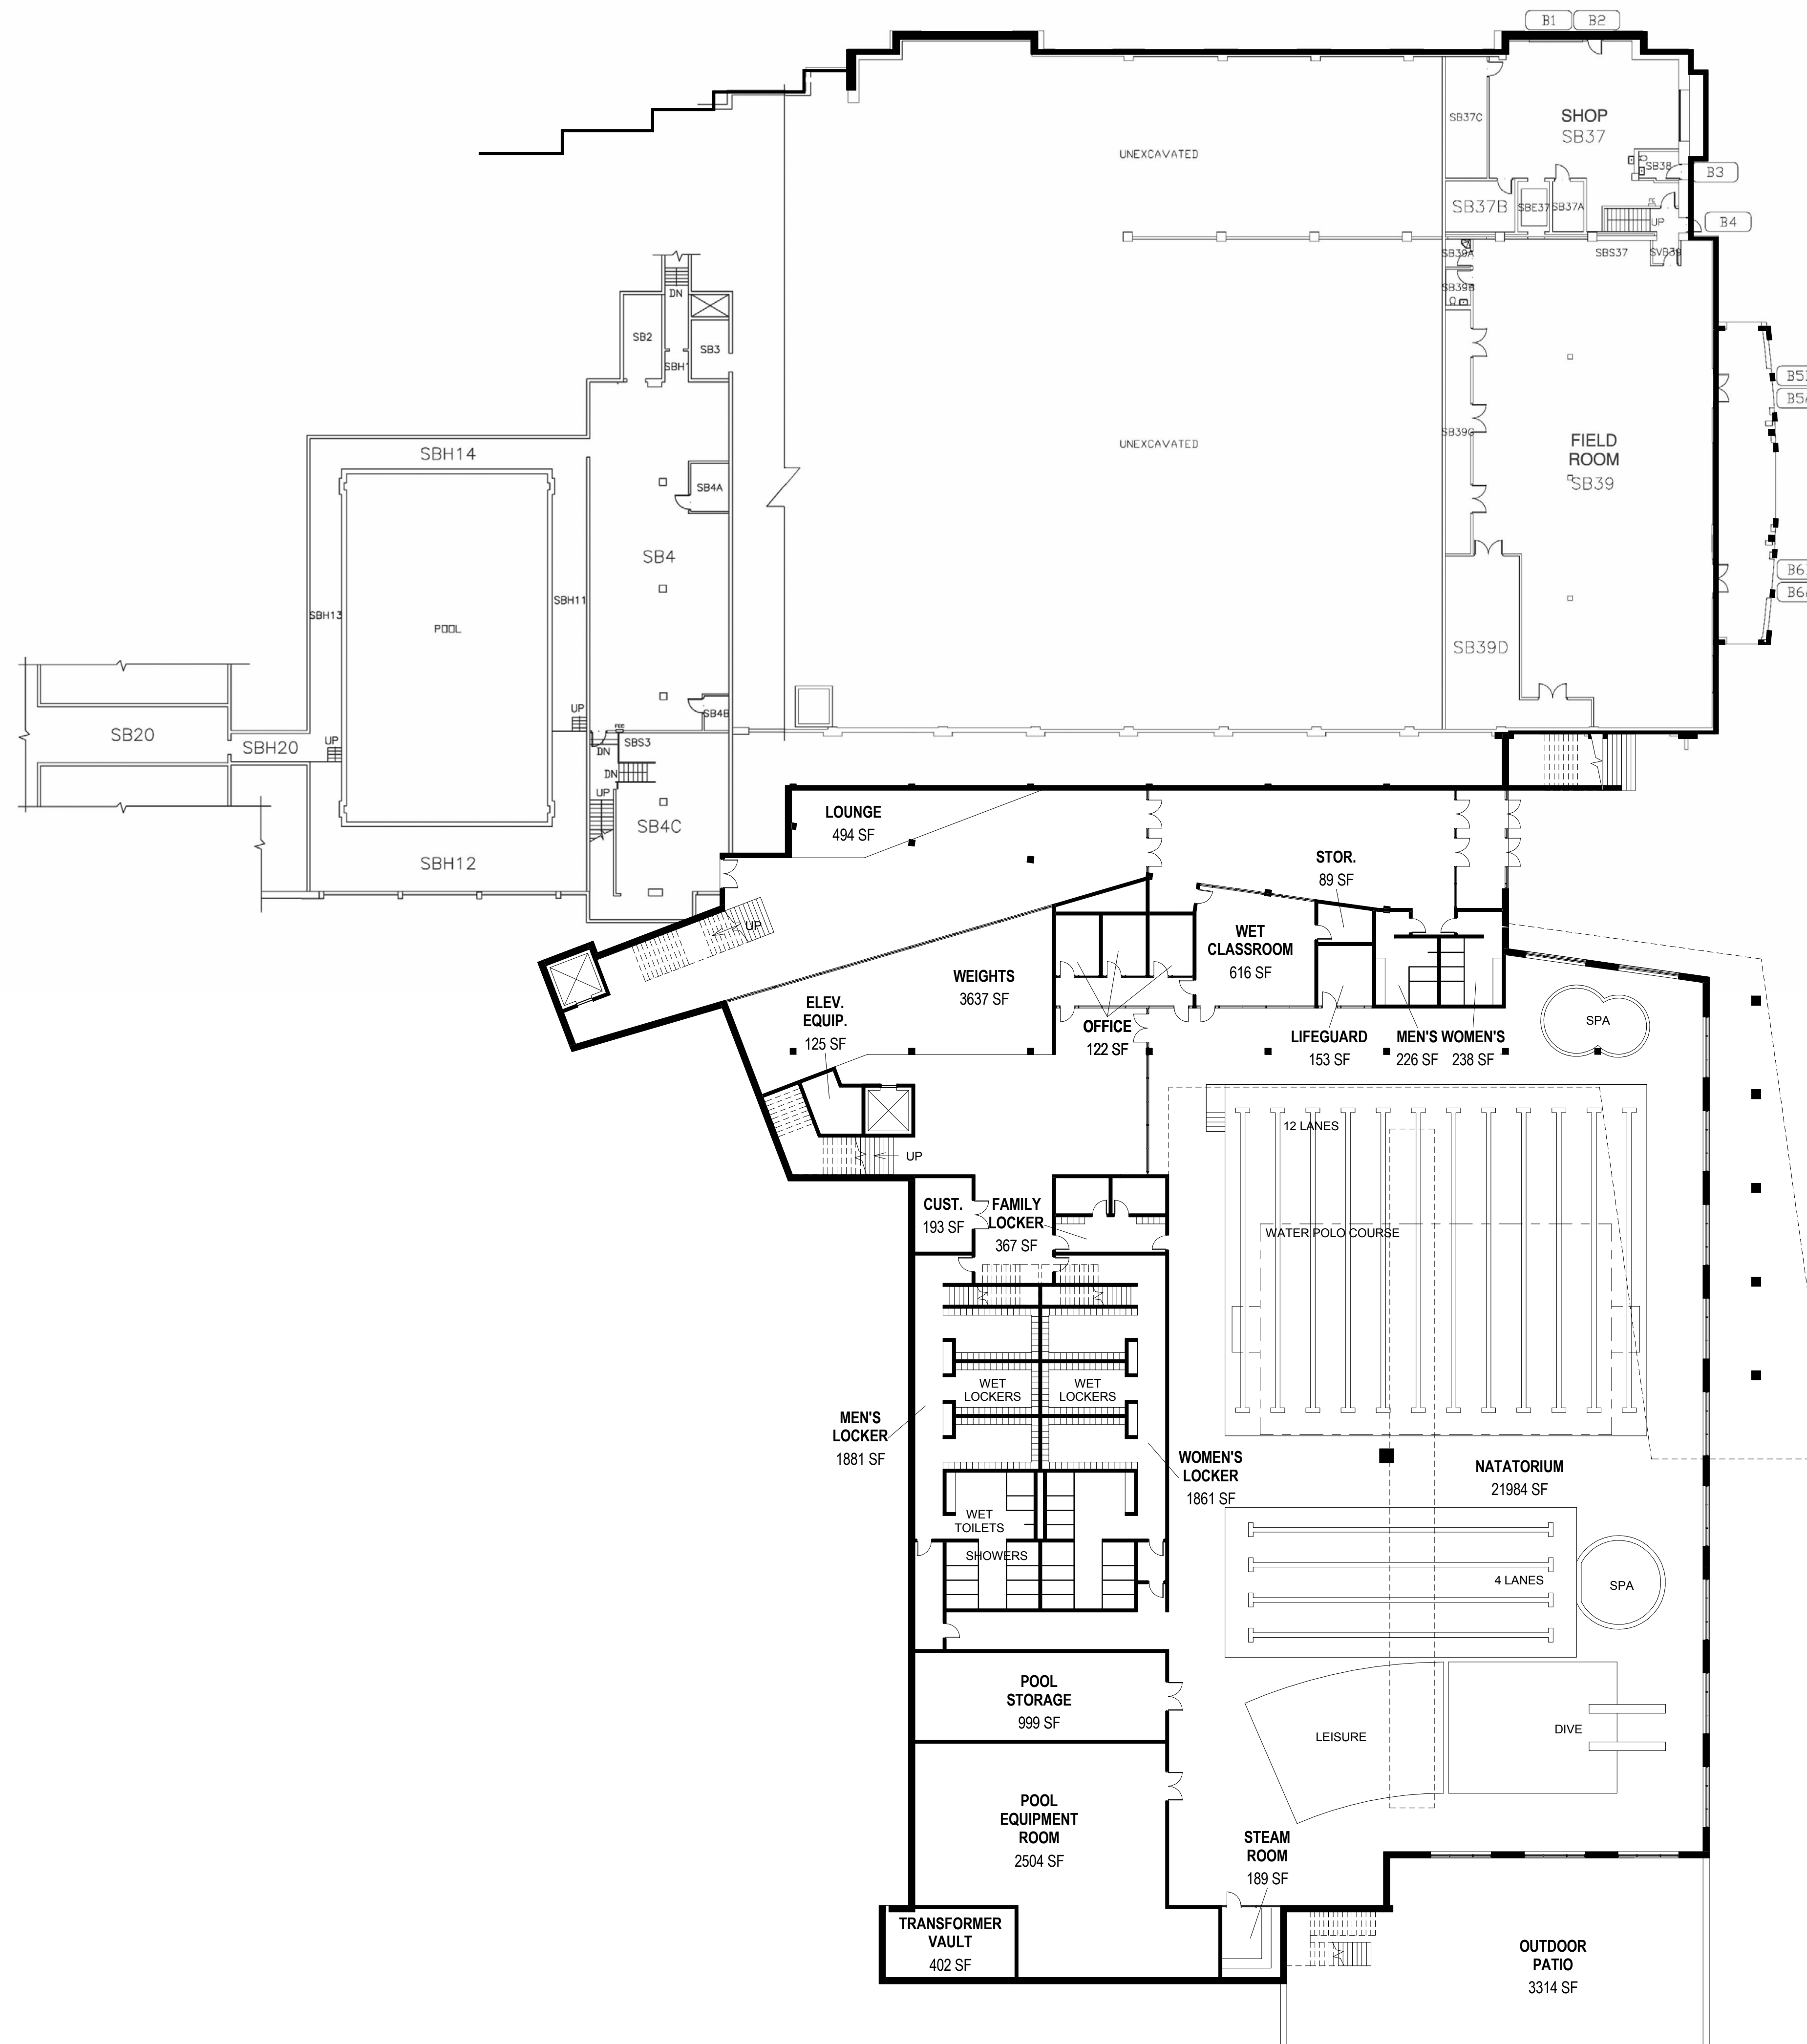 B1
B2
SHOP
SB37
SB37C
UNEXCAVATED
SB38
B3
SB37B
SBE37
SB37A
UP
B4
SB39A
SBS37
SVB39
DN
SB39B
SB2
SB3
SBH1
B5
B5
SB39G
UNEXCAVATED
FIELD
ROOM
SB39
SBH14
SB4A
SB4
B6
B6
SBH13
SBH11
POOL
SB39D
UP
SB4B
SB20
SBH20
UP
SBS3
DN
DN
UP
SB4C
SBH12
LOUNGE
494 SF
STOR.
89 SF
UP
WET
CLASSROOM
616 SF
WEIGHTS
3637 SF
ELEV.
EQUIP.
125 SF
OFFICE
122 SF
LIFEGUARD
153 SF
MEN'S
226 SF
WOMEN'S
238 SF
SPA
12 LANES
UP
CUST.
193 SF
FAMILY
LOCKER
367 SF
WATER POLO COURSE
WET
LOCKERS
WET
LOCKERS
MEN'S
LOCKER
1881 SF
WOMEN'S
LOCKER
1861 SF
NATATORIUM
21984 SF
WET
TOILETS
SHOWERS
4 LANES
SPA
POOL
STORAGE
999 SF
LEISURE
DIVE
POOL
EQUIPMENT
ROOM
2504 SF
STEAM
ROOM
189 SF
TRANSFORMER
VAULT
402 SF
OUTDOOR
PATIO
3314 SF